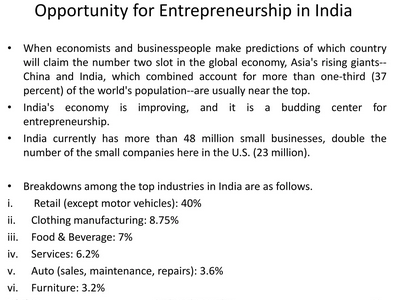 Opportunity for Entrepreneurship in India
• When economists and businesspeople make predictions of which country
will claim the number two slot in the global economy, Asia's rising giants--
China and India, which combined account for more than one-third (37
percent) of the world's population--are usually near the top.
• India's economy is improving, and it is a budding center for
entrepreneurship.
• India currently has more than 48 million small businesses, double the
number of the small companies here in the U.S. (23 million).
• Breakdowns among the top industries in India are as follows.
i. Retail (except motor vehicles): 40%
ii. Clothing manufacturing: 8.75%
iii. Food & Beverage: 7%
iv. Services: 6.2%
v. Auto (sales, maintenance, repairs): 3.6%
vi. Furniture: 3.2%